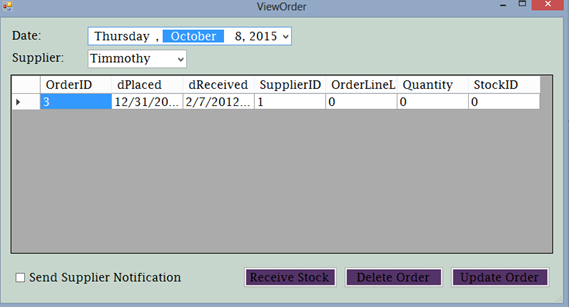 ViewOrder
Date: Thursday , October 8, 2015
Supplier: Timmothy
OrderID dPlaced dReceived SupplierID OrderLineL Quantity StockID
3 12/31/20... 2/7/2012... 1 0 0 0
Send Supplier Notification Receive Stock Delete Order Update Order